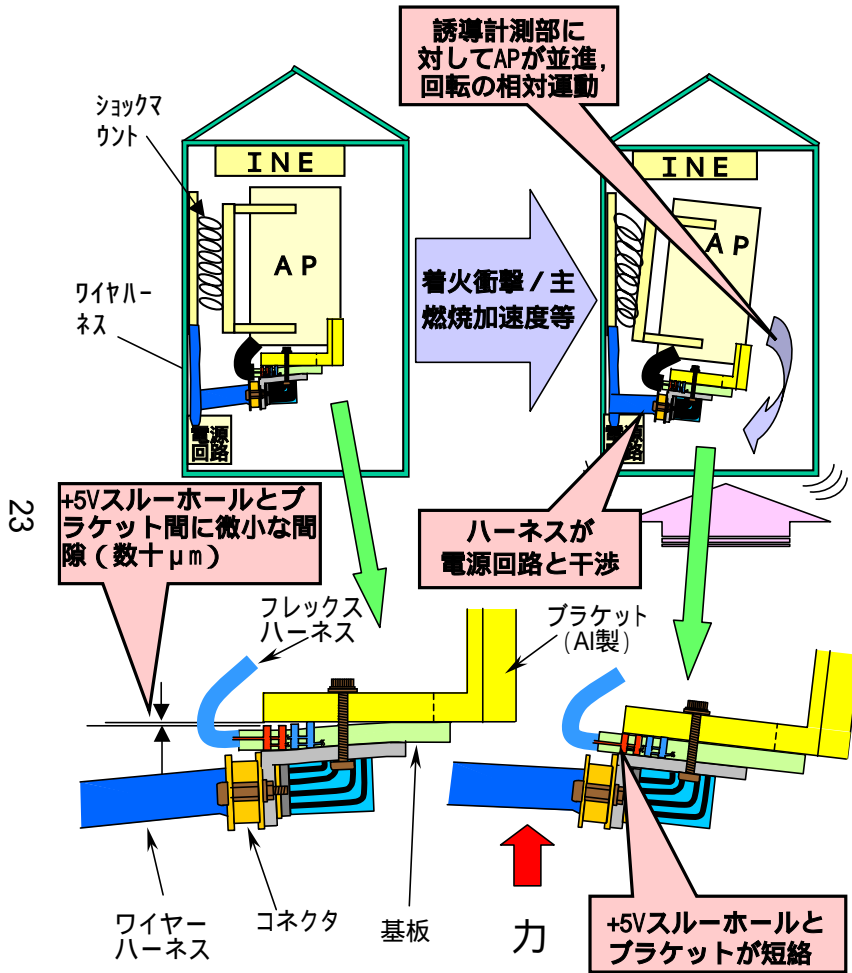 誘導計測部に
対してAPが並進,
回転の相対運動
ショックマ
ウント
INE
INE
AP
AP
着火衝撃/主
燃焼加速度等
ワイヤハー
ネス
電源
回路
電源
回路
+5Vスルーホールとブ
ラケット間に微小な間
隙(数十μm)
ハーネスが
電源回路と干渉
23
フレックス
ハーネス
ブラケット
(Al製)
ワイヤー
ハーネス
コネクタ
基板
力
+5Vスルーホールと
ブラケットが短絡